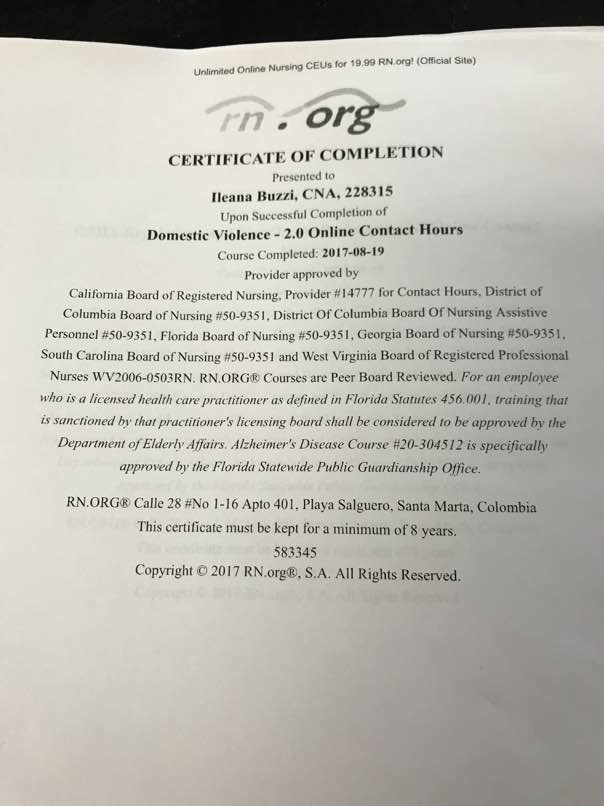 Unlimited Online Nursing CEUs for 19.99 RN.org! (Official Site)
rn.org
CERTIFICATE OF COMPLETION
Presented to
Ileana Buzzi, CNA, 228315
Upon Successful Completion of
Domestic Violence - 2.0 Online Contact Hours
Course Completed: 2017-08-19
Provider approved by
California Board of Registered Nursing, Provider #14777 for Contact Hours, District of
Columbia Board of Nursing #50-9351, District Of Columbia Board Of Nursing Assistive
Personnel #50-9351, Florida Board of Nursing #50-9351, Georgia Board of Nursing #50-9351,
South Carolina Board of Nursing #50-9351 and West Virginia Board of Registered Professional
Nurses WV2006-0503RN. RN.ORG® Courses are Peer Board Reviewed. For an employee
who is a licensed health care practitioner as defined in Florida Statutes 456.001, training that
is sanctioned by that practitioner's licensing board shall be considered to be approved by the
Department of Elderly Affairs. Alzheimer's Disease Course #20-304512 is specifically
approved by the Florida Statewide Public Guardianship Office.
RN.ORG® Calle 28 #No 1-16 Apto 401, Playa Salguero, Santa Marta, Colombia
This certificate must be kept for a minimum of 8 years.
583345
Copyright © 2017 RN.org®, S.A. All Rights Reserved.